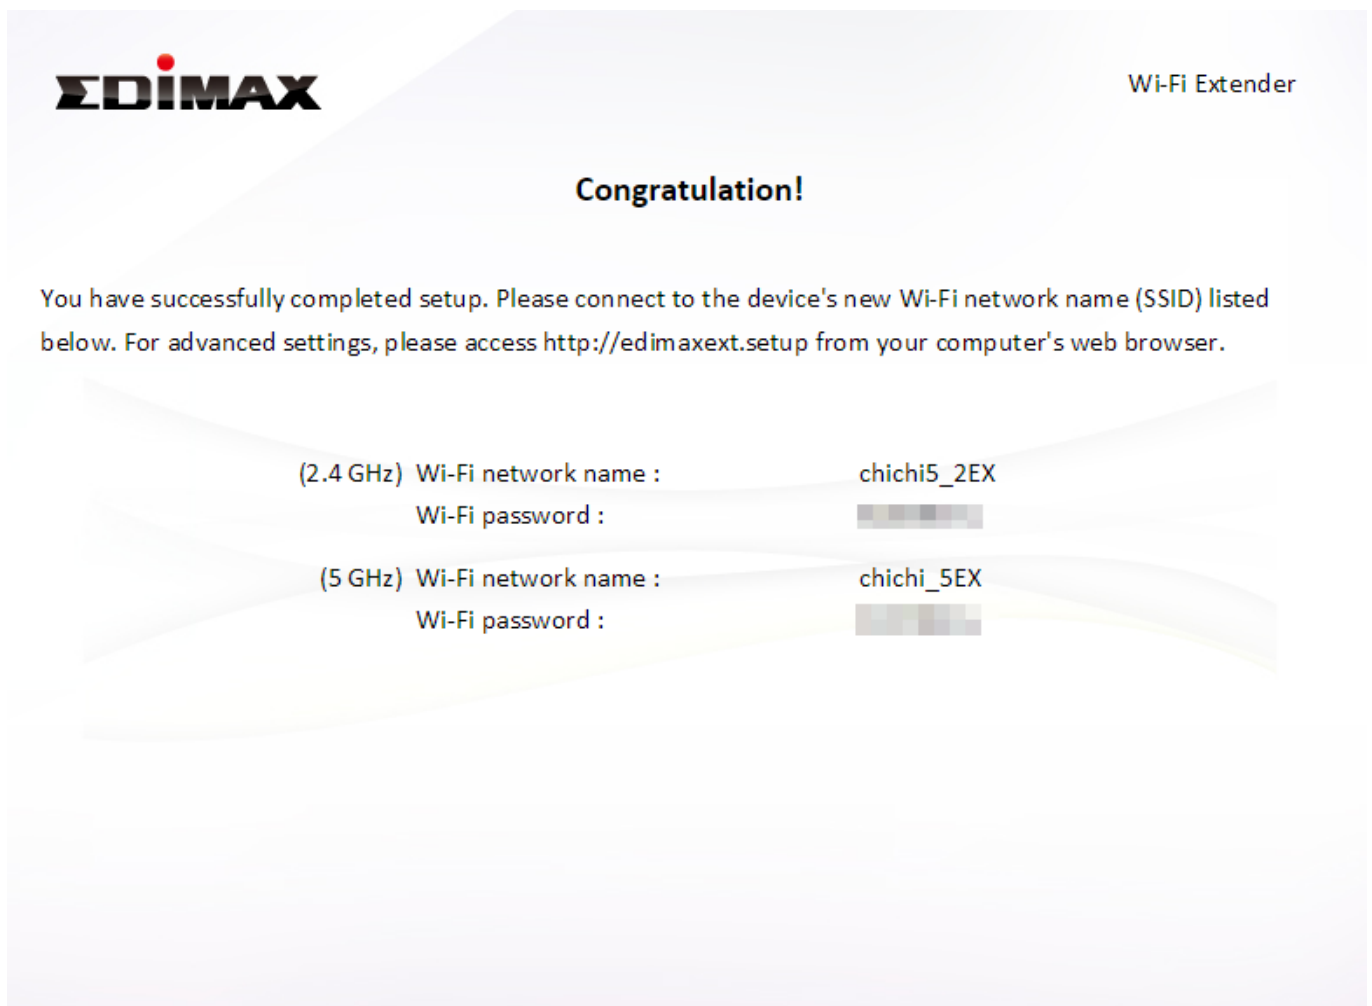 EDIMAX
Wi-Fi Extender
Congratulation!
You have successfully completed setup. Please connect to the device's new Wi-Fi network name (SSID) listed
below. For advanced settings, please access http://edimaxext.setup from your computer's web browser.
(2.4 GHz) Wi-Fi network name : chichi5_2EX
Wi-Fi password :
(5 GHz) Wi-Fi network name : chichi_5EX
Wi-Fi password :